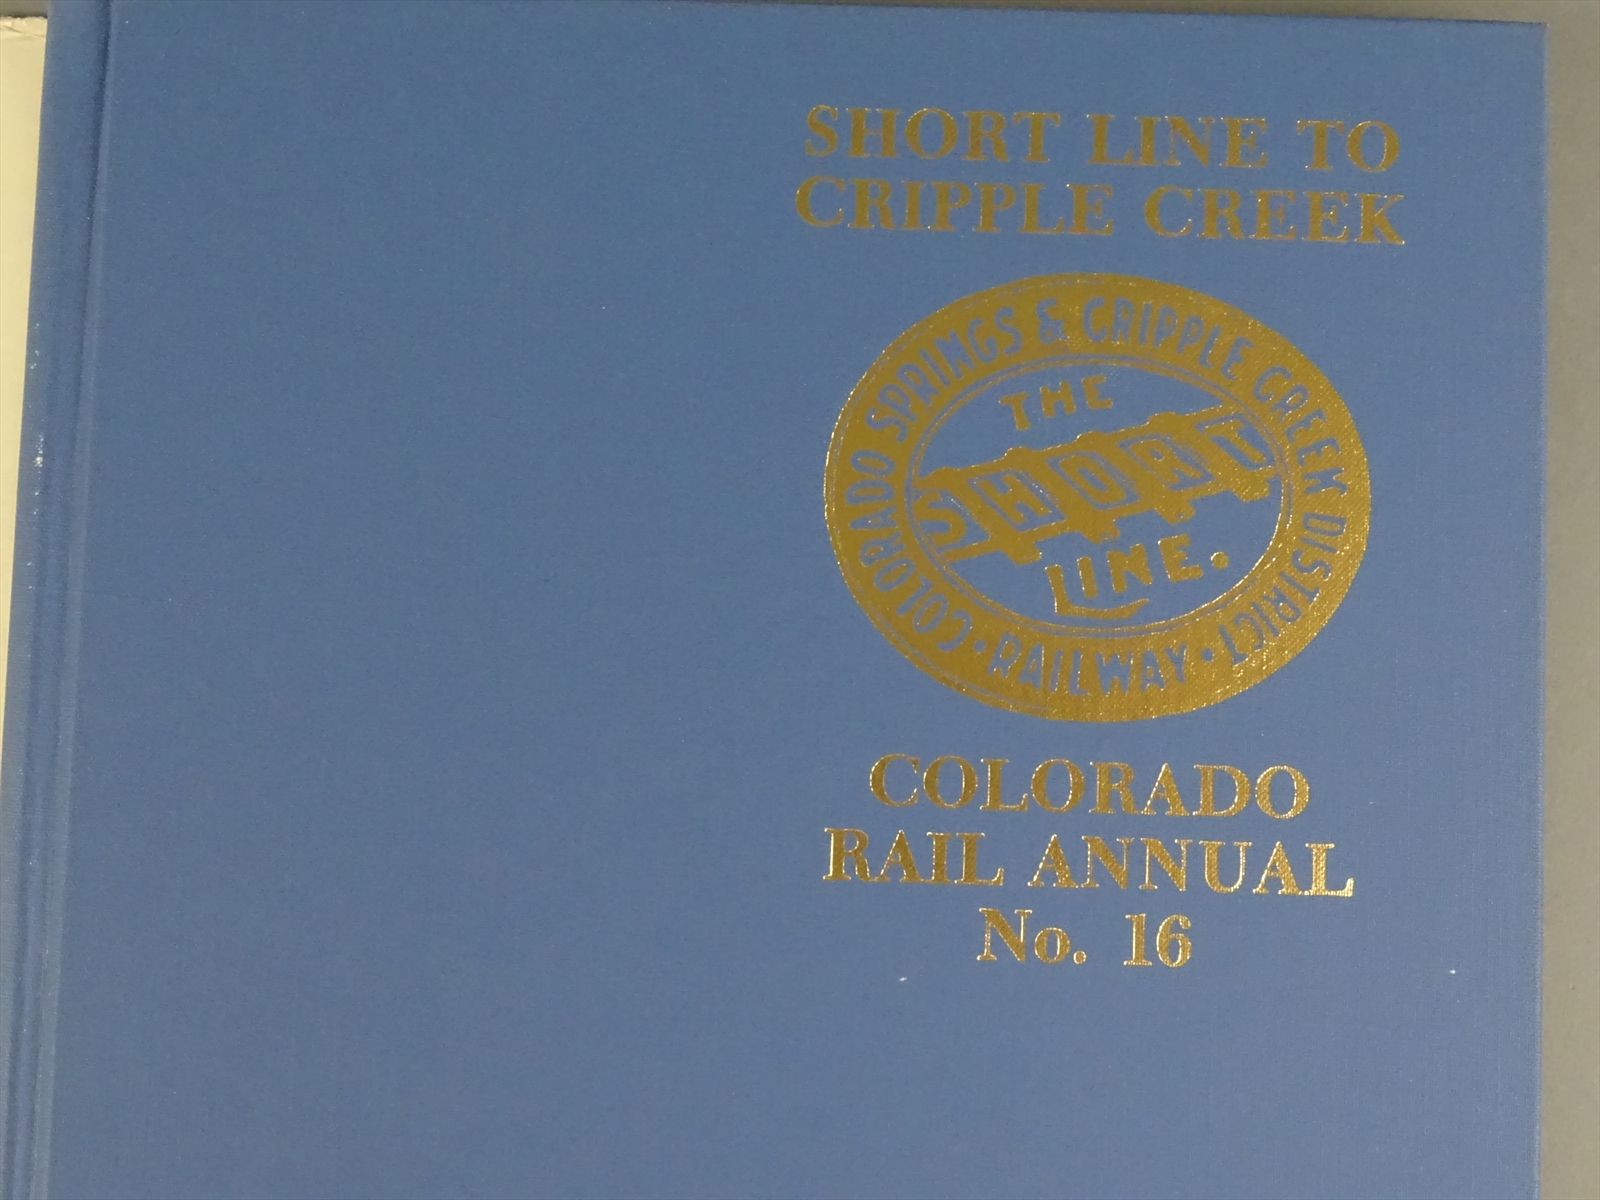 SHORT LINE TO
CRIPPLE CREEK
COLORADO SPRINGS & CRIPPLE CREEK DISTRICT
• RAILWAY •
THE
SHORT
LINE.
COLORADO
RAIL ANNUAL
No. 16